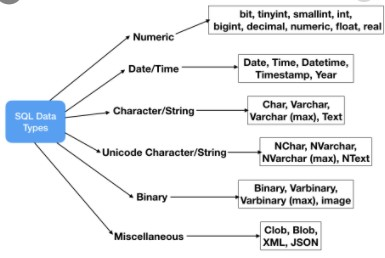 SQL Data
Types
Numeric
bit, tinyint, smallint, int,
bigint, decimal, numeric, float, real
Date/Time
Date, Time, Datetime,
Timestamp, Year
Character/String
Char, Varchar,
Varchar (max), Text
Unicode Character/String
NChar, NVarchar,
NVarchar (max), NText
Binary
Binary, Varbinary,
Varbinary (max), image
Miscellaneous
Clob, Blob,
XML, JSON